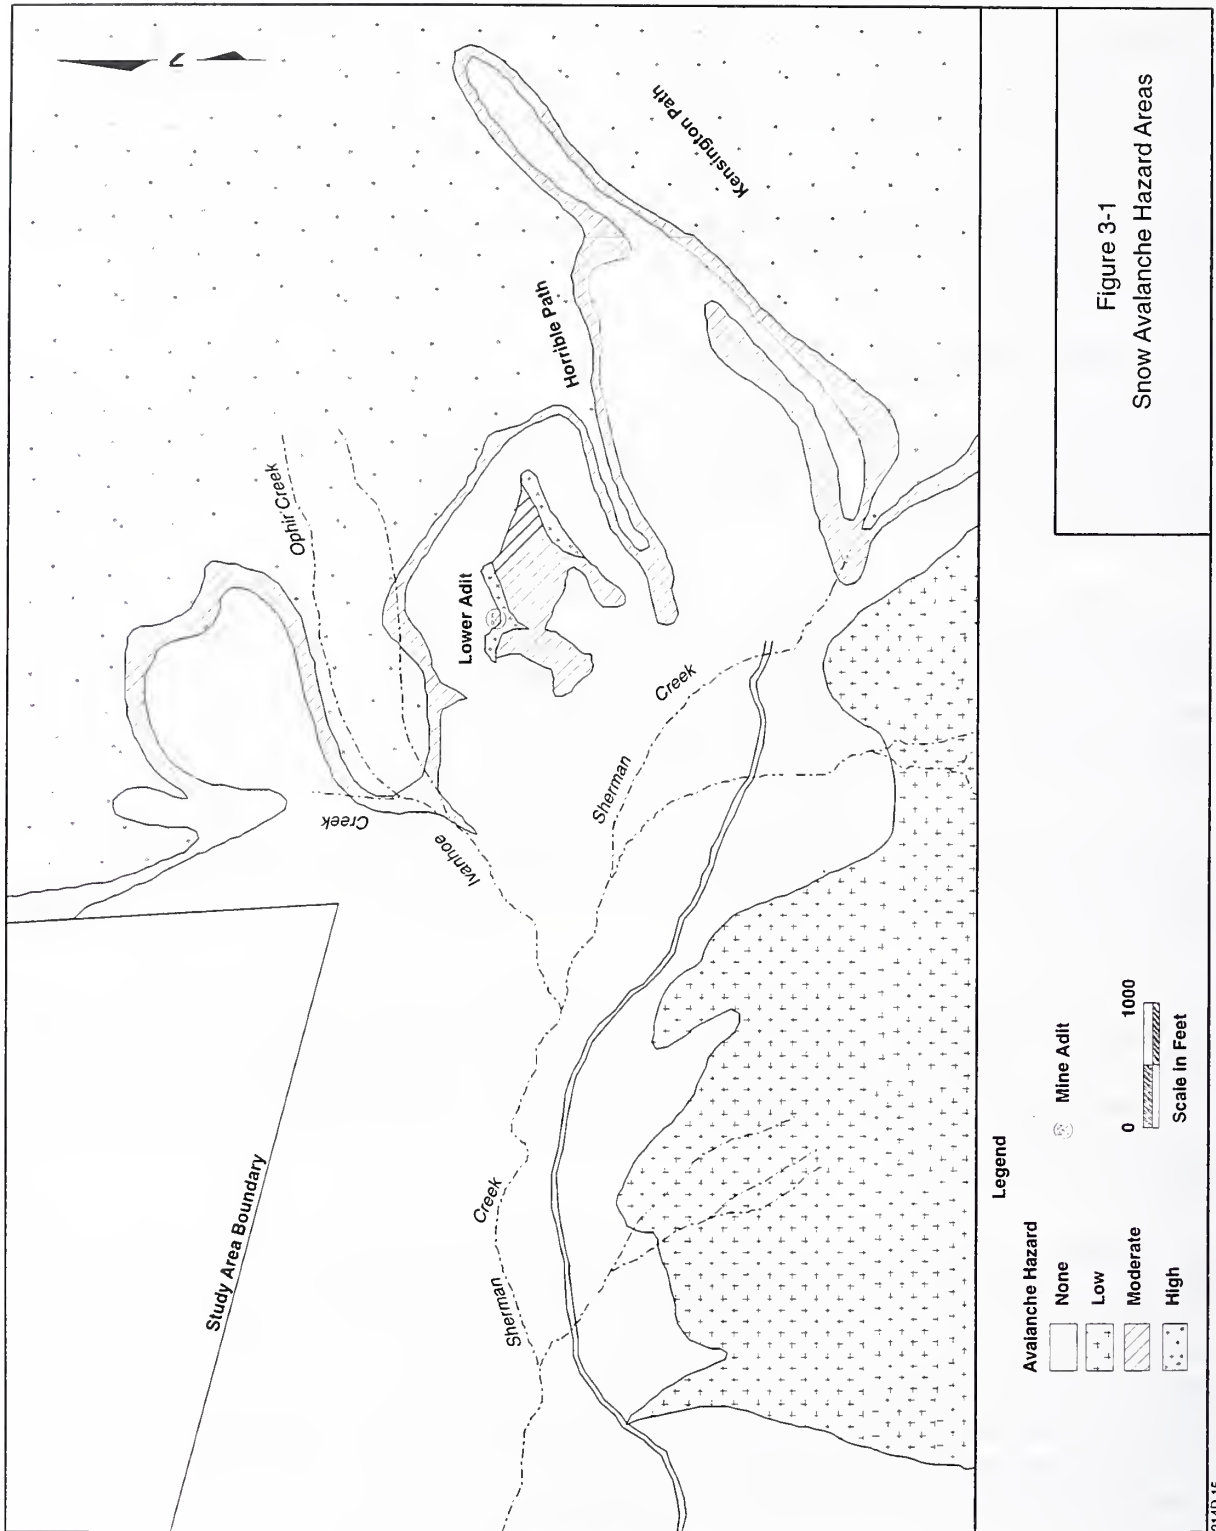 N
Kensington Path
Horrible Path
Ophir Creek
Lower Adit
Creek
Ivanhoe
Sherman
Creek
Study Area Boundary
Sherman
Creek
Legend
Avalanche Hazard
None
Low
Moderate
High
Mine Adit
0 1000
Scale in Feet
Figure 3-1
Snow Avalanche Hazard Areas